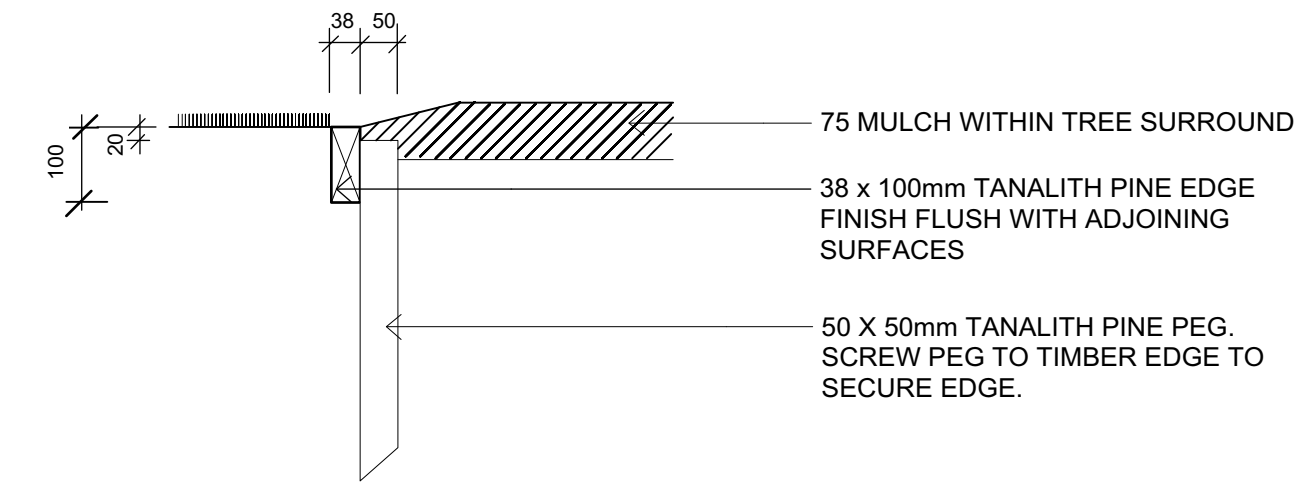 38 50
100
20
75 MULCH WITHIN TREE SURROUND
38 x 100mm TANALITH PINE EDGE
FINISH FLUSH WITH ADJOINING
SURFACES
50 X 50mm TANALITH PINE PEG.
SCREW PEG TO TIMBER EDGE TO
SECURE EDGE.